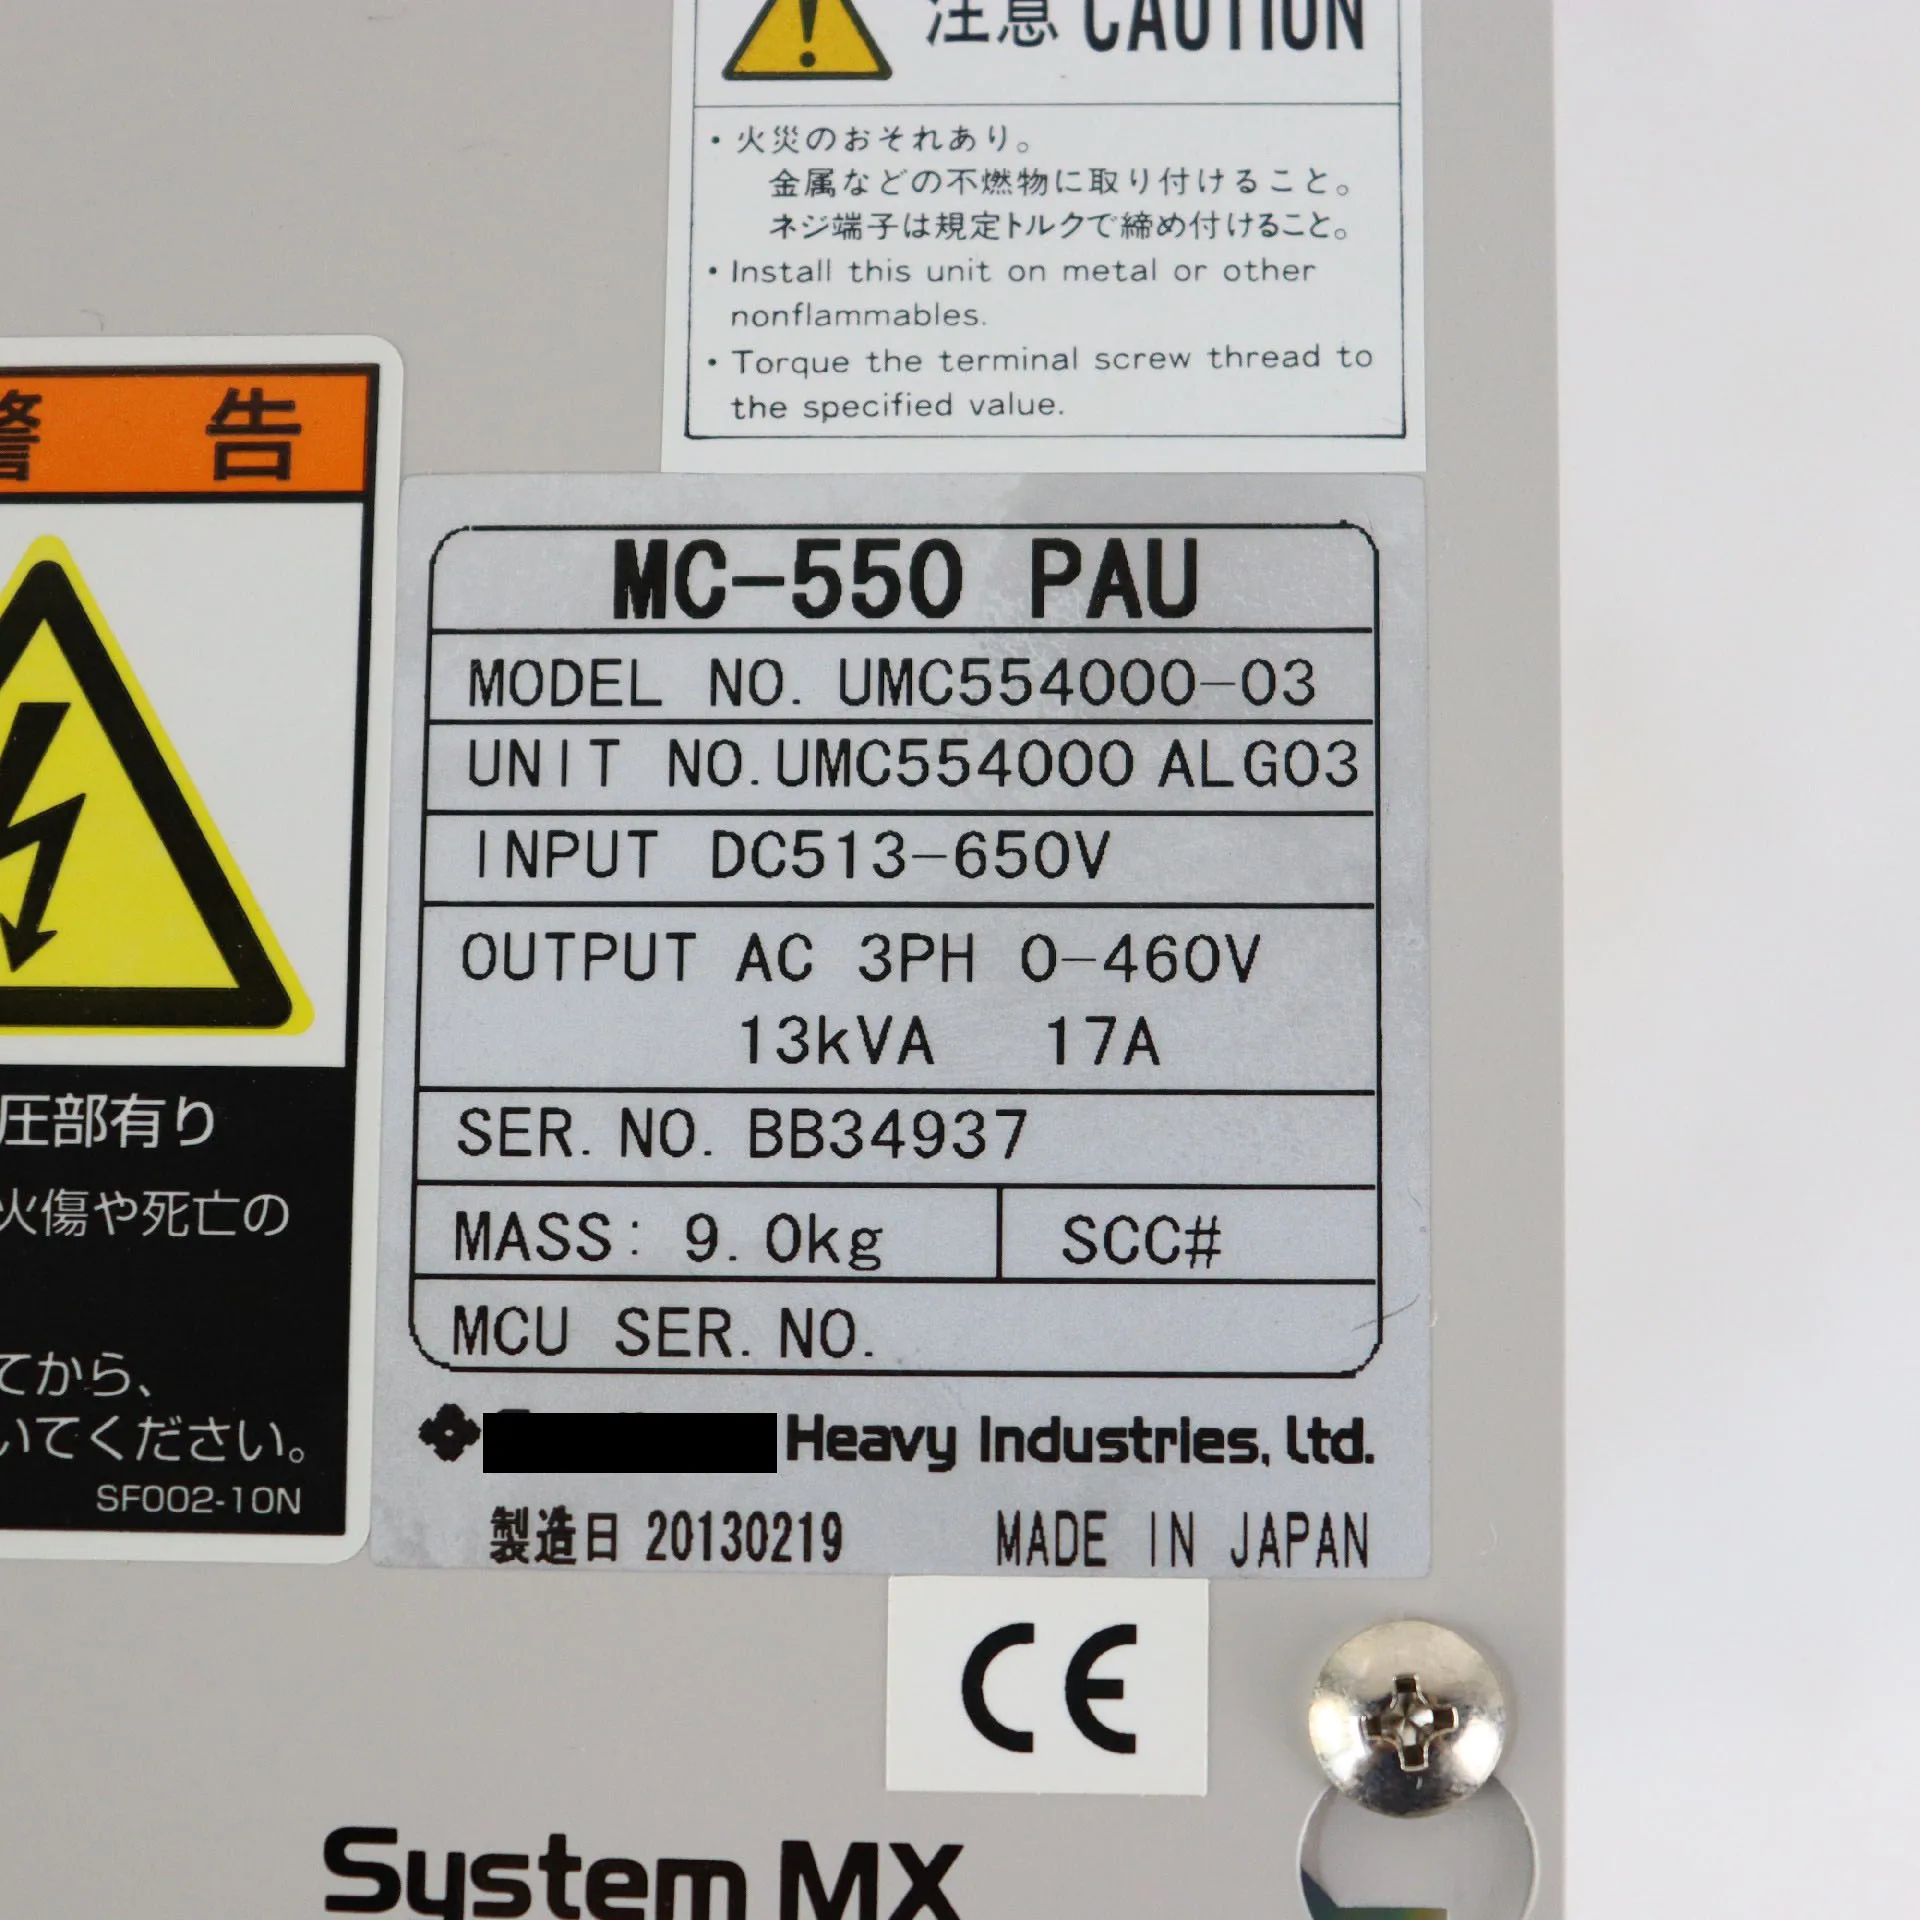 注意 CAUTION
・火災のおそれあり。
金属などの不燃物に取り付けること。
ネジ端子は規定トルクで締め付けること。
・Install this unit on metal or other
nonflammables.
・Torque the terminal screw thread to
the specified value.
警 告
圧部有り
火傷や死亡の
てから、
いてください。
SF002-10N
MC-550 PAU
MODEL NO. UMC554000-03
UNIT NO. UMC554000 ALG03
INPUT DC513-650V
OUTPUT AC 3PH 0-460V
13kVA 17A
SER. NO. BB34937
MASS: 9.0kg SCC#
MCU SER. NO.
Heavy Industries, Ltd.
製造日 20130219 MADE IN JAPAN
CE
System MX